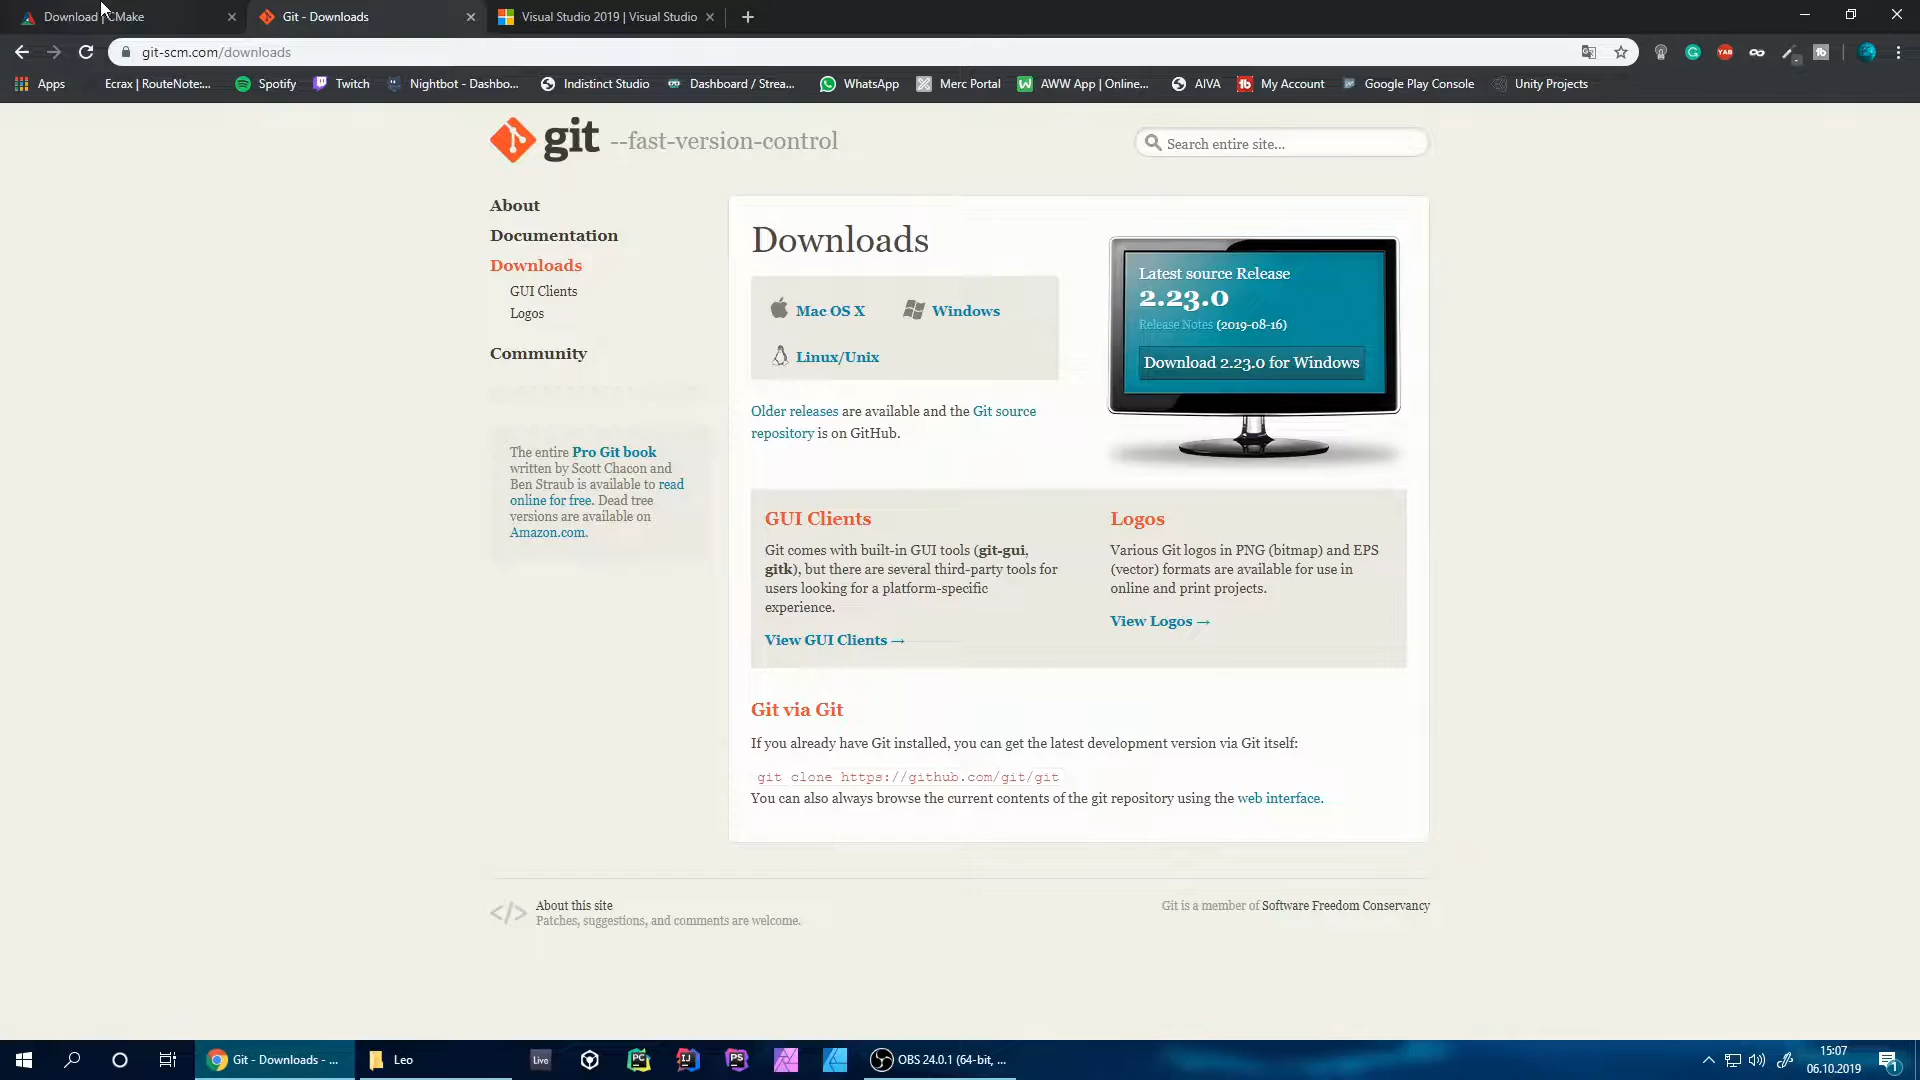 Download | CMake
Git - Downloads
Visual Studio 2019 | Visual Studio
git-scm.com/downloads
Apps
Ecrax | RouteNote:...
Spotify
Twitch
Nightbot - Dashbo...
Indistinct Studio
Dashboard / Strea...
WhatsApp
Merc Portal
AWW App | Online...
AIVA
My Account
Google Play Console
Unity Projects
git --fast-version-control
Search entire site...
About
Documentation
Downloads
GUI Clients
Logos
Community
The entire Pro Git book
written by Scott Chacon and
Ben Straub is available to read
online for free. Dead tree
versions are available on
Amazon.com.
Downloads
Mac OS X
Windows
Linux/Unix
Older releases are available and the Git source
repository is on GitHub.
Latest source Release
2.23.0
Release Notes (2019-08-16)
Download 2.23.0 for Windows
GUI Clients
Git comes with built-in GUI tools (git-gui,
gitk), but there are several third-party tools for
users looking for a platform-specific
experience.
View GUI Clients →
Logos
Various Git logos in PNG (bitmap) and EPS
(vector) formats are available for use in
online and print projects.
View Logos →
Git via Git
If you already have Git installed, you can get the latest development version via Git itself:
git clone https://github.com/git/git
You can also always browse the current contents of the git repository using the web interface.
</> About this site
Patches, suggestions, and comments are welcome.
Git is a member of Software Freedom Conservancy
Git - Downloads - ...
Leo
Live
PC
IJ
PS
OBS 24.0.1 (64-bit, ...
15:07
06.10.2019
1